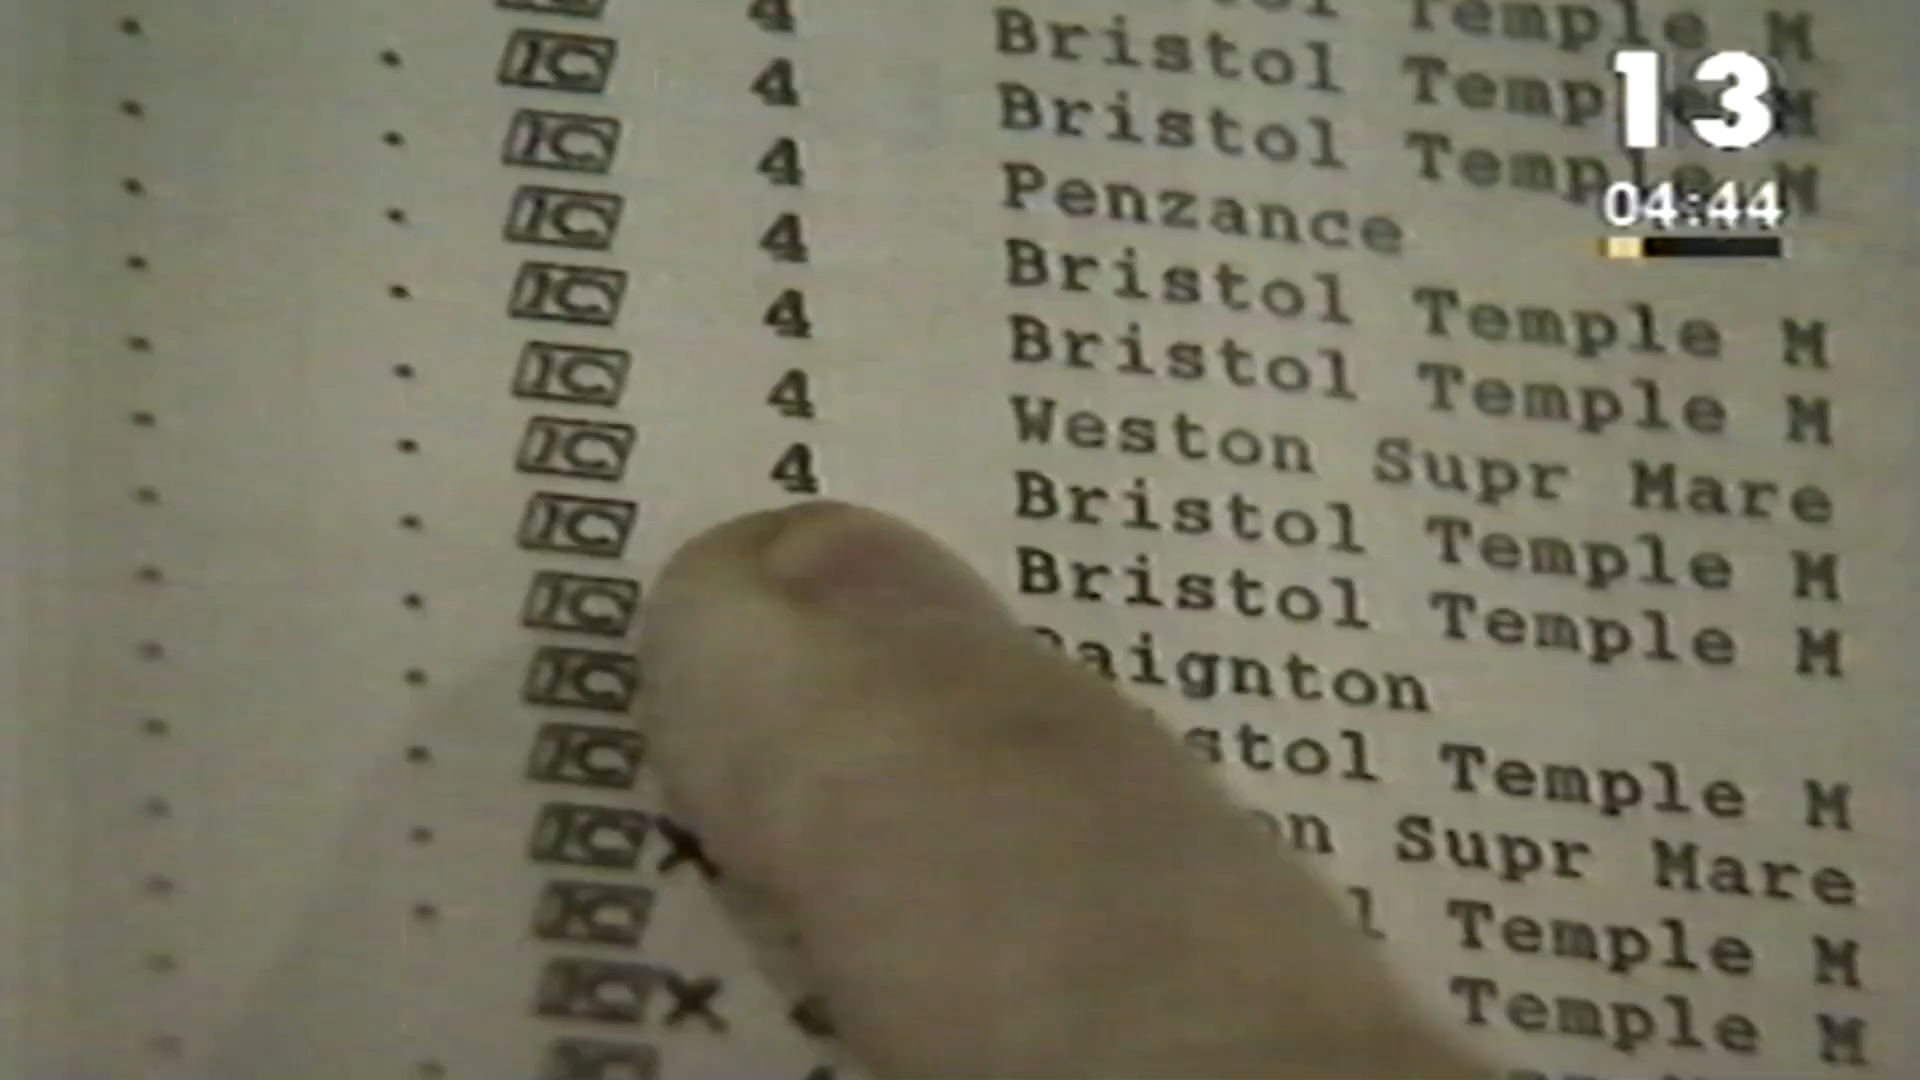 Temple M
4 Bristol Temple M
IC 4 Bristol Temple M
IC 4 Penzance
IC 4 Bristol Temple M
IC 4 Bristol Temple M
IC 4 Weston Supr Mare
IC 4 Bristol Temple M
IC Bristol Temple M
IC aignton
IC stol Temple M
IC n Supr Mare
IC x l Temple M
IC Temple M
IC x
13
04:44